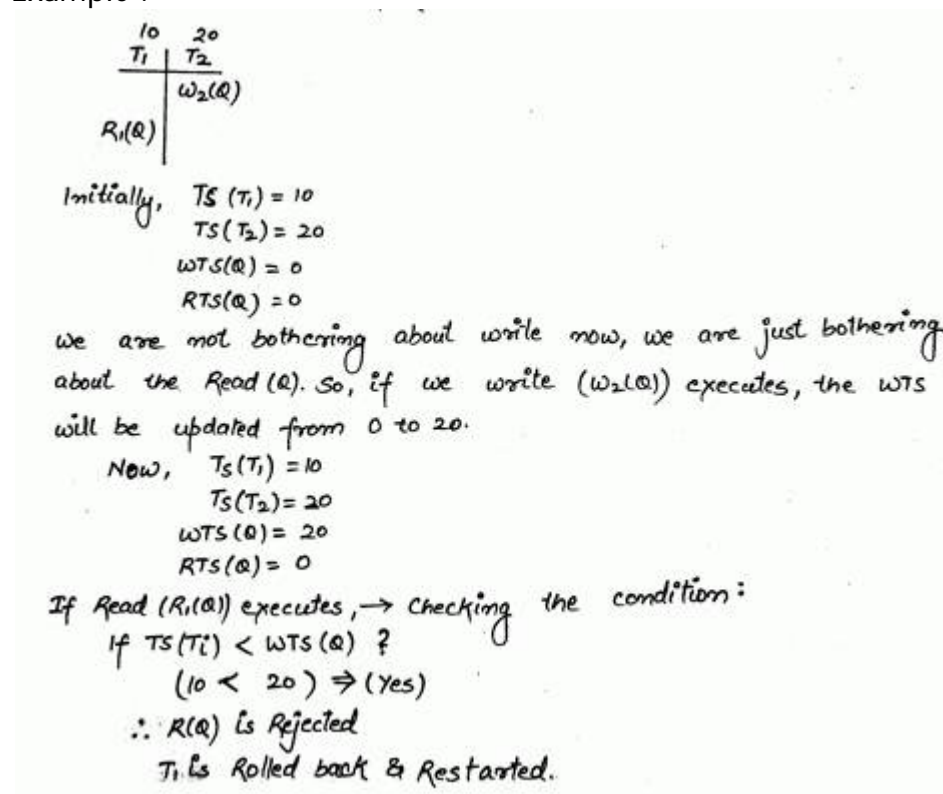 10 20
T1 T2
W2(Q)
R1(Q)
Initially, TS (T1) = 10
TS(T2) = 20
WTS(Q) = 0
RTS(Q) = 0
we are not bothering about write now, we are just bothering
about the Read (Q). So, if we write (W2(Q)) executes, the WTS
will be updated from 0 to 20.
Now, TS(T1) = 10
TS(T2) = 20
WTS(Q) = 20
RTS(Q) = 0
If Read (R1(Q)) executes, → Checking the condition:
If TS(Ti) < WTS(Q) ?
(10 < 20) ⇒ (Yes)
∴ R(Q) is Rejected
T1 is Rolled back & Restarted.